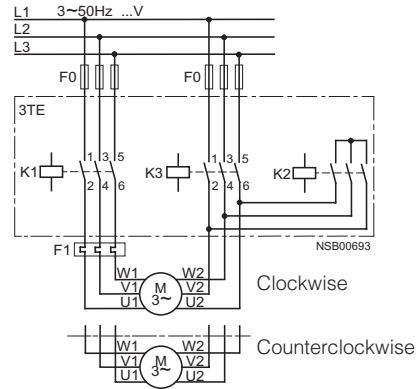 L1 3~50Hz ...V
L2
L3
F0 F0
3TE
K1 1 3 5 K3 1 3 5 K2
2 4 6 2 4 6
F1
NSB00693
W1 M W2
V1 3~ V2
U1 U2
Clockwise
W1 M W2
V1 3~ V2
U1 U2
Counterclockwise